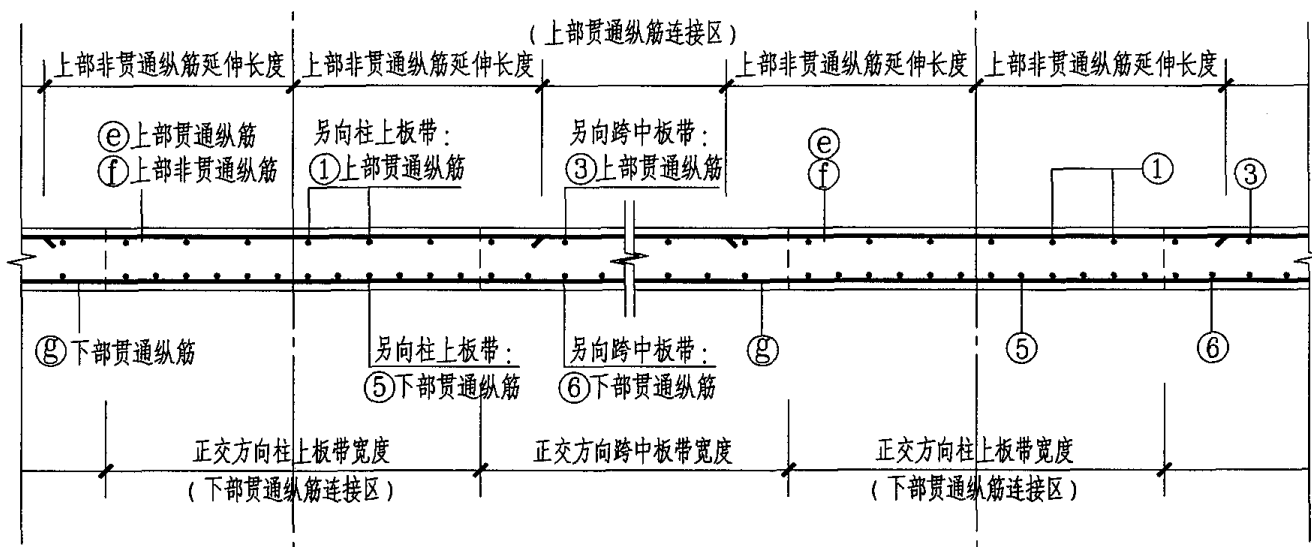 （上部贯通纵筋连接区）
上部非贯通纵筋延伸长度 上部非贯通纵筋延伸长度 上部非贯通纵筋延伸长度 上部非贯通纵筋延伸长度
ⓔ上部贯通纵筋 另向柱上板带： 另向跨中板带： ⓔ
ⓕ上部非贯通纵筋 ①上部贯通纵筋 ③上部贯通纵筋 ⓕ ① ③
ⓖ下部贯通纵筋 另向柱上板带： 另向跨中板带： ⓖ ⑤ ⑥
⑤下部贯通纵筋 ⑥下部贯通纵筋
正交方向柱上板带宽度 正交方向跨中板带宽度 正交方向柱上板带宽度
（下部贯通纵筋连接区） （下部贯通纵筋连接区）